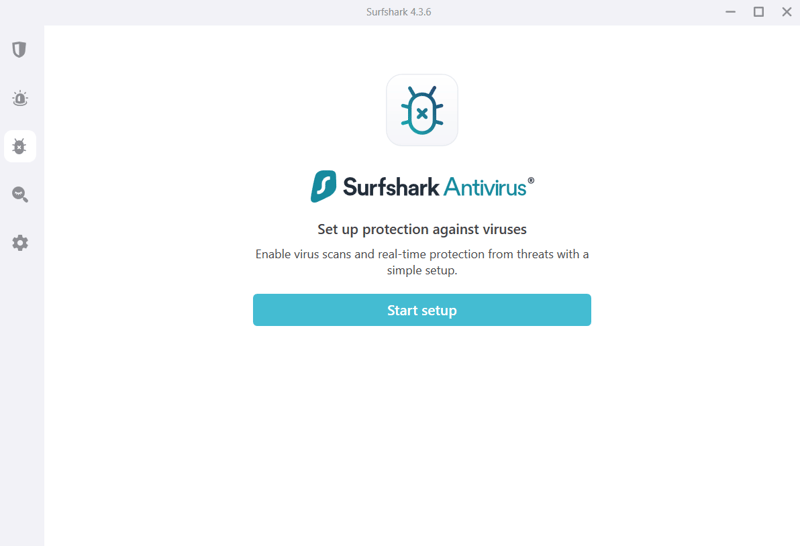 Surfshark 4.3.6
Surfshark Antivirus®
Set up protection against viruses
Enable virus scans and real-time protection from threats with a
simple setup.
Start setup